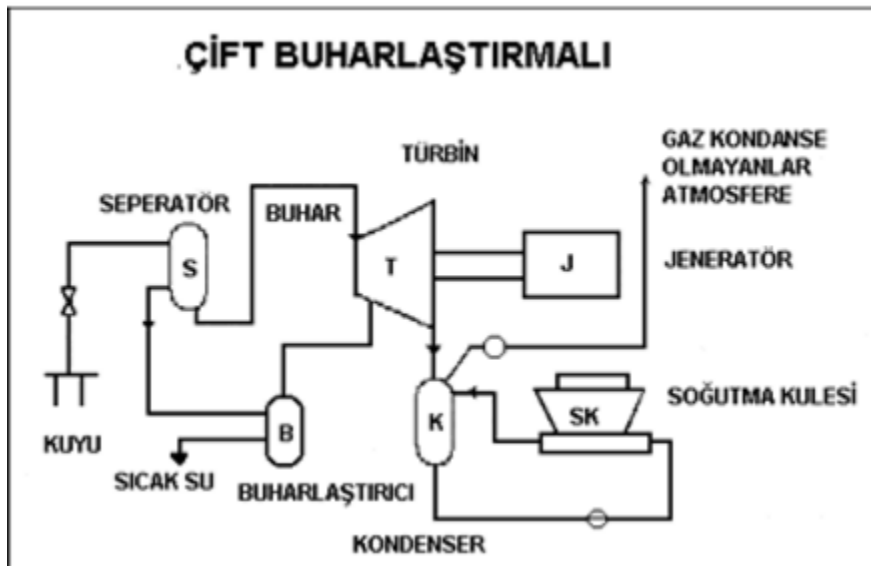 ÇİFT BUHARLAŞTIRMALI
TÜRBİN
GAZ KONDANSE
OLMAYANLAR
ATMOSFERE
SEPERATÖR
BUHAR
S
T
J
JENERATÖR
KUYU
B
K
SK
SOĞUTMA KULESİ
SICAK SU
BUHARLAŞTIRICI
KONDENSER